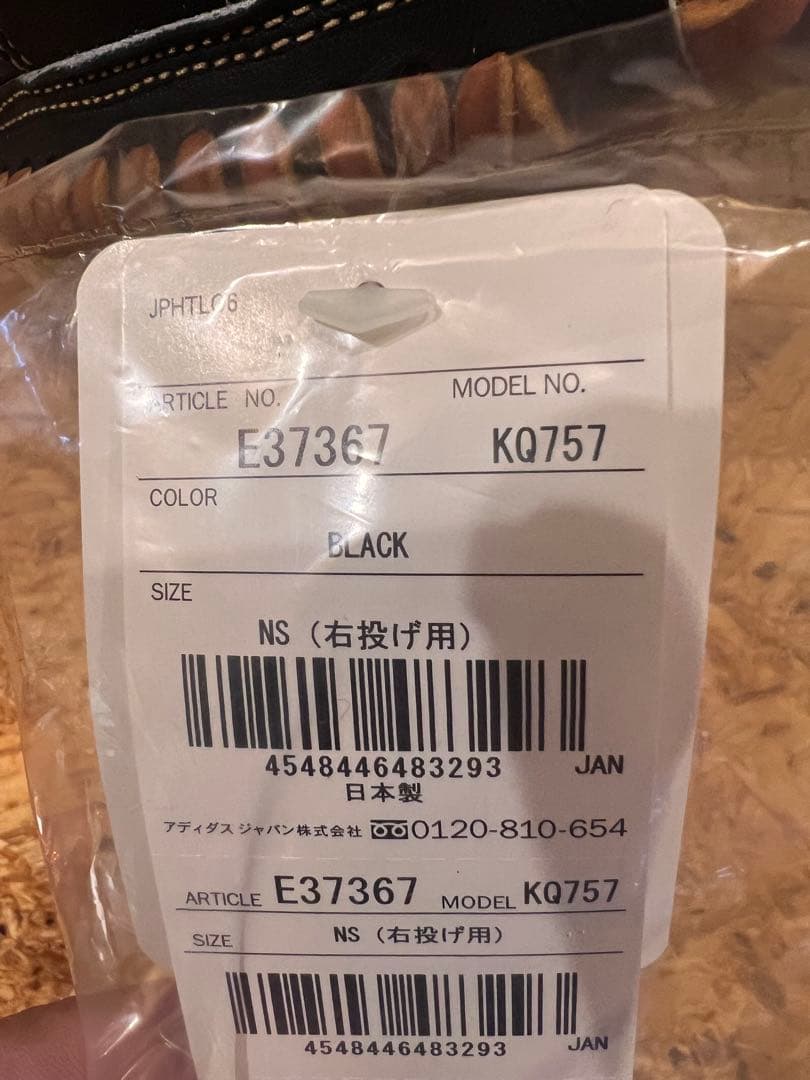 JPHTL06
ARTICLE NO. MODEL NO.
E37367 KQ757
COLOR
BLACK
SIZE
NS（右投げ用）
4548446483293 JAN
日本製
アディダス ジャパン株式会社 0120-810-654
ARTICLE E37367 MODEL KQ757
SIZE NS（右投げ用）
4548446483293 JAN